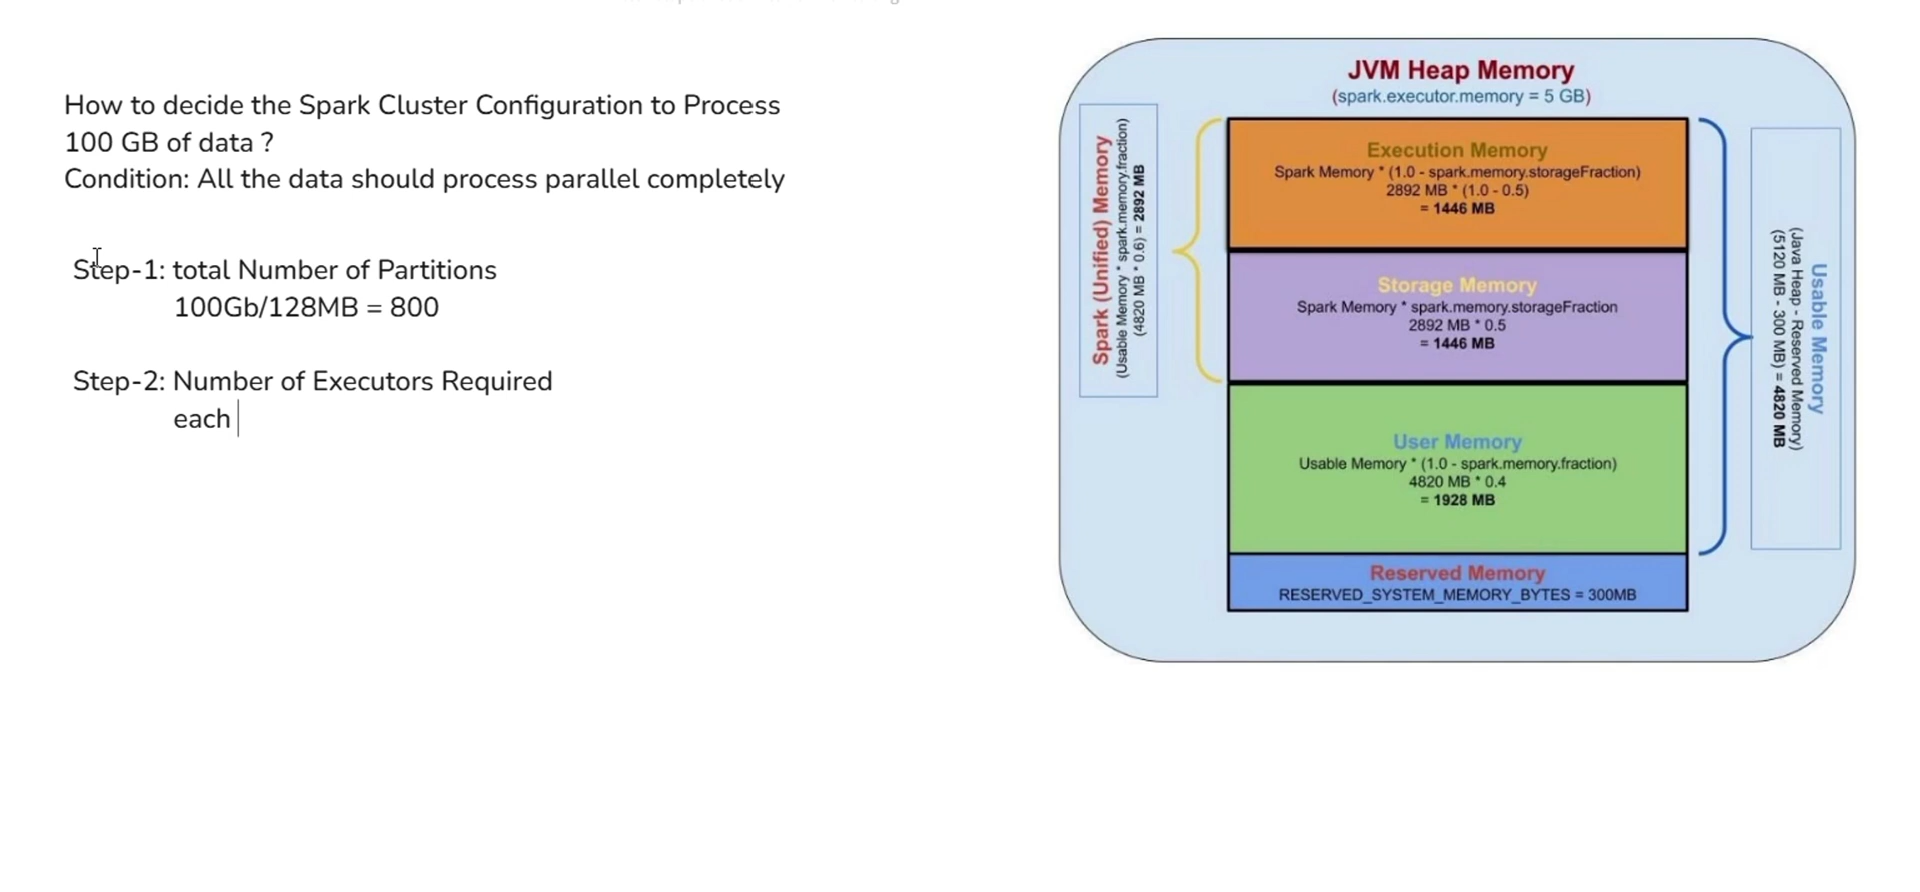 How to decide the Spark Cluster Configuration to Process
100 GB of data ?
Condition: All the data should process parallel completely
Step-1: total Number of Partitions
100Gb/128MB = 800
Step-2: Number of Executors Required
each
JVM Heap Memory
(spark.executor.memory = 5 GB)
Spark (Unified) Memory
(Usable Memory * spark.memory.fraction)
(4820 MB * 0.6) = 2892 MB
Execution Memory
Spark Memory * (1.0 - spark.memory.storageFraction)
2892 MB * (1.0 - 0.5)
= 1446 MB
Storage Memory
Spark Memory * spark.memory.storageFraction
2892 MB * 0.5
= 1446 MB
User Memory
Usable Memory * (1.0 - spark.memory.fraction)
4820 MB * 0.4
= 1928 MB
Reserved Memory
RESERVED_SYSTEM_MEMORY_BYTES = 300MB
Usable Memory
(Java Heap - Reserved Memory)
(5120 MB - 300 MB) = 4820 MB